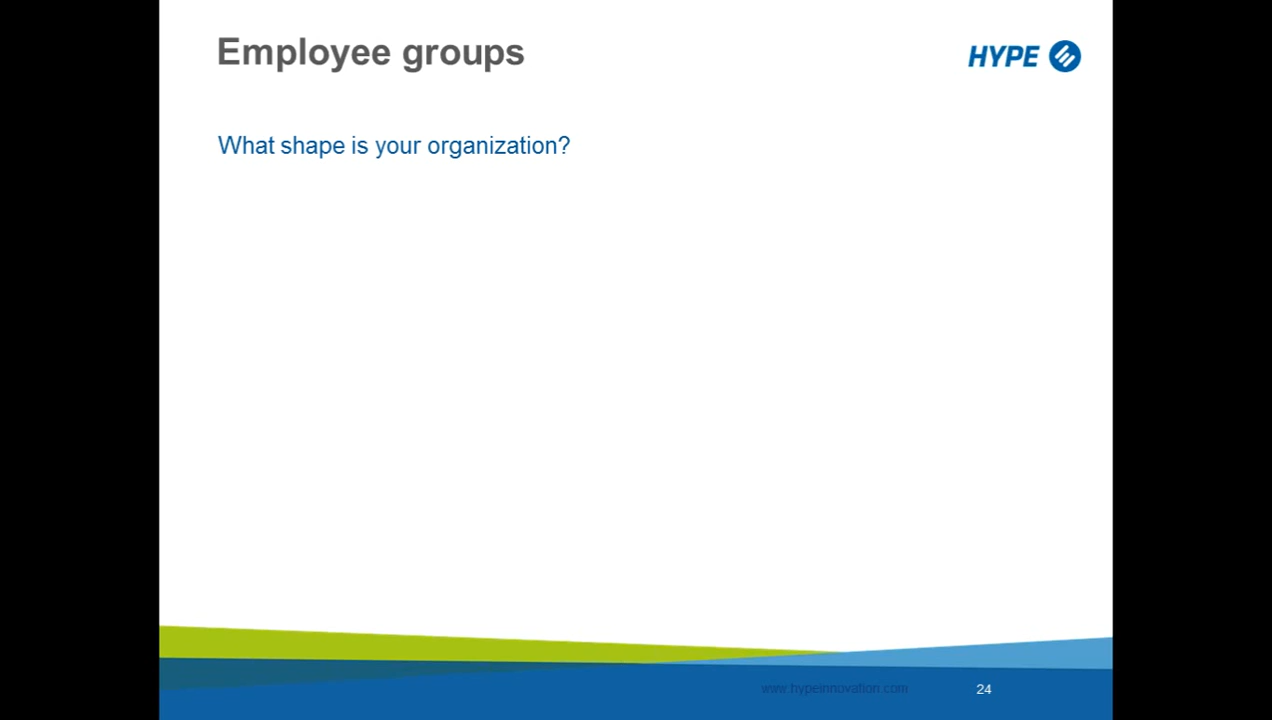 Employee groups
HYPE
What shape is your organization?
www.hypeinnovation.com
24